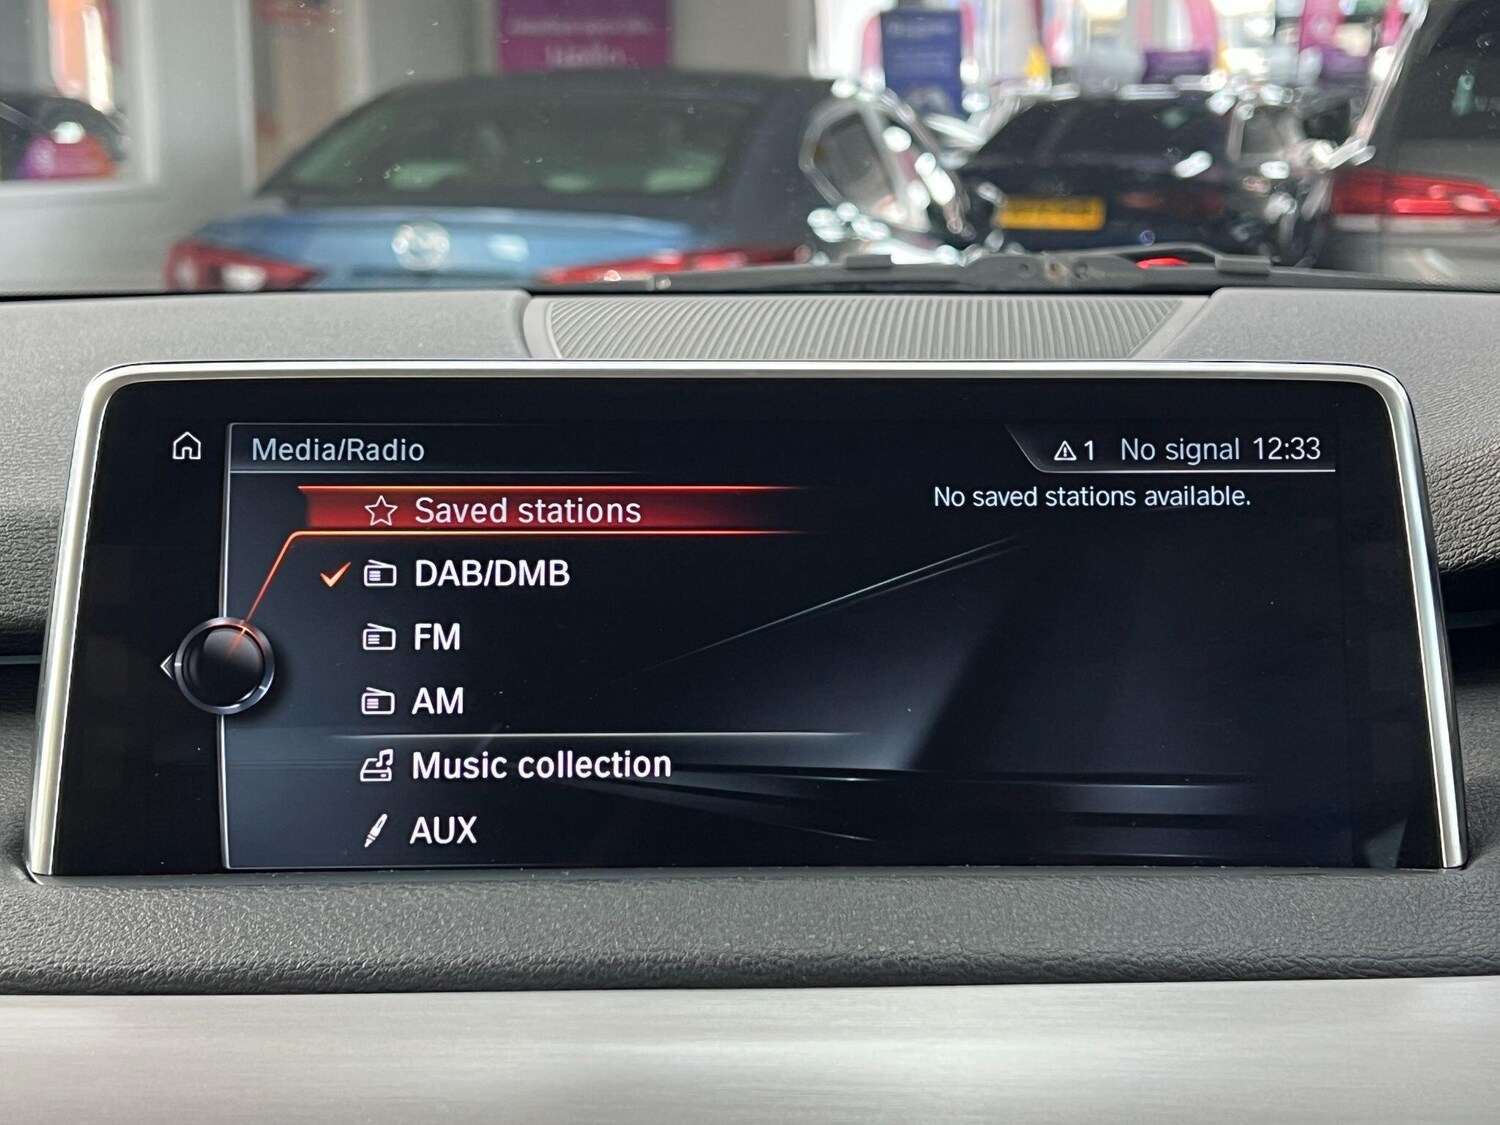 Media/Radio
1 No signal 12:33
Saved stations
No saved stations available.
DAB/DMB
FM
AM
Music collection
AUX